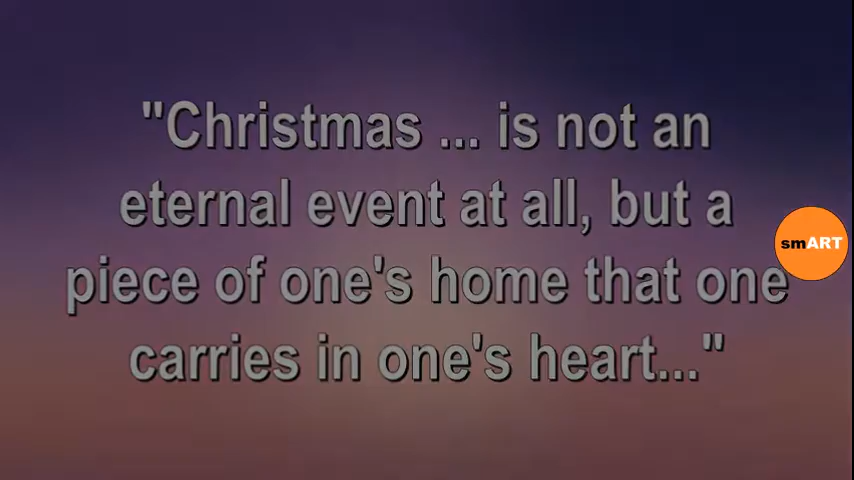 "Christmas ... is not an
eternal event at all, but a
piece of one's home that one
carries in one's heart..."
smART